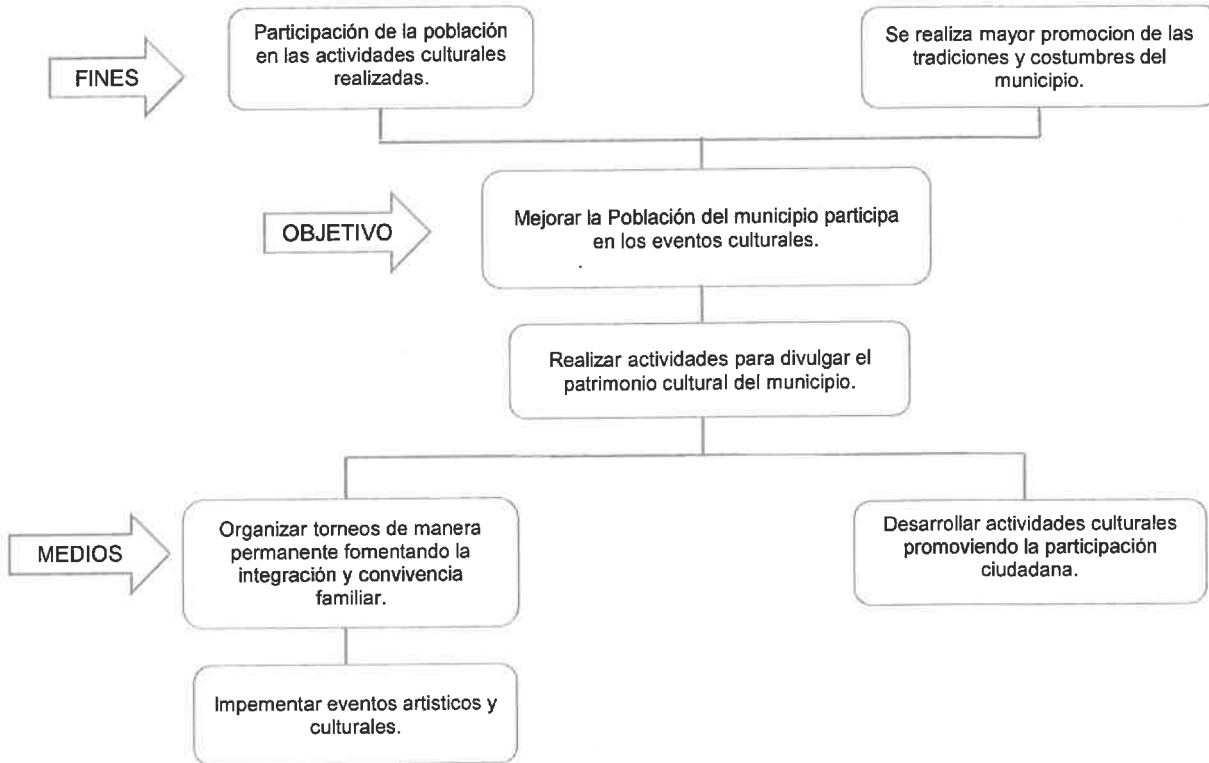 Participación de la población
en las actividades culturales
realizadas.
Se realiza mayor promocion de las
tradiciones y costumbres del
municipio.
FINES
Mejorar la Población del municipio participa
en los eventos culturales.
OBJETIVO
Realizar actividades para divulgar el
patrimonio cultural del municipio.
Organizar torneos de manera
permanente fomentando la
integración y convivencia
familiar.
Desarrollar actividades culturales
promoviendo la participación
ciudadana.
MEDIOS
Impementar eventos artisticos y
culturales.